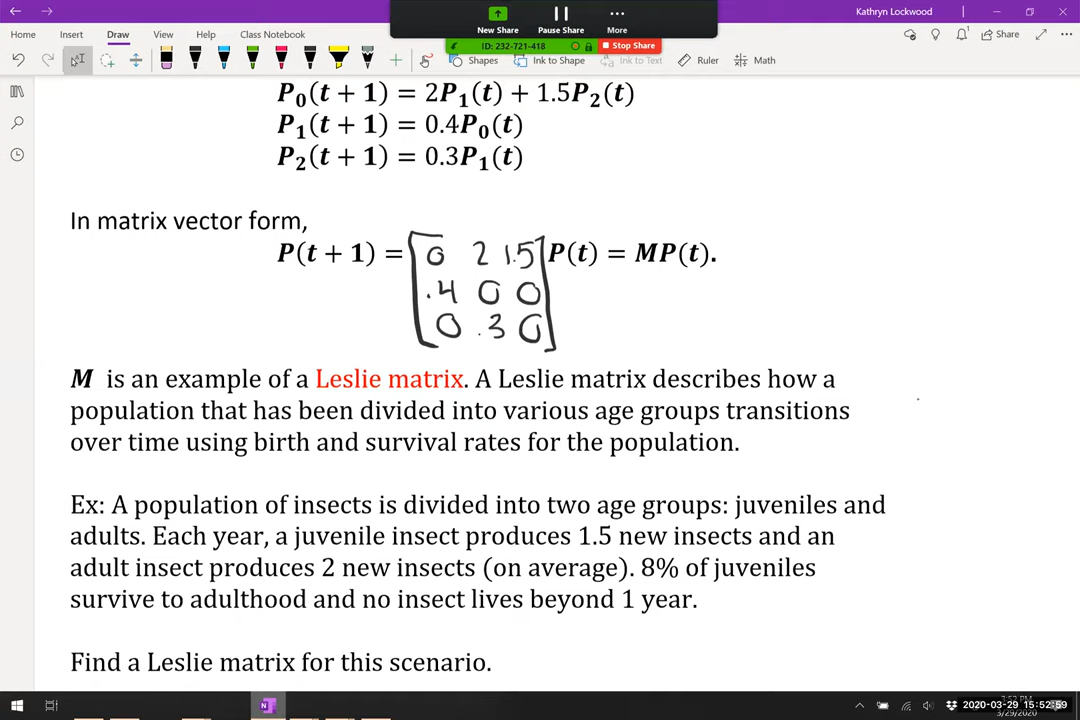 Kathryn Lockwood
New Share Pause Share More
Home Insert Draw View Help Class Notebook
ID: 232-721-418 Stop Share
Share
Shapes Ink to Shape Ink to Text Ruler Math
P₀(t + 1) = 2P₁(t) + 1.5P₂(t)
P₁(t + 1) = 0.4P₀(t)
P₂(t + 1) = 0.3P₁(t)
In matrix vector form,
P(t + 1) = [0 2 1.5] P(t) = MP(t).
.4 0 0
0 .3 0
M is an example of a Leslie matrix. A Leslie matrix describes how a
population that has been divided into various age groups transitions
over time using birth and survival rates for the population.
Ex: A population of insects is divided into two age groups: juveniles and
adults. Each year, a juvenile insect produces 1.5 new insects and an
adult insect produces 2 new insects (on average). 8% of juveniles
survive to adulthood and no insect lives beyond 1 year.
Find a Leslie matrix for this scenario.
2020-03-29 15:52:59